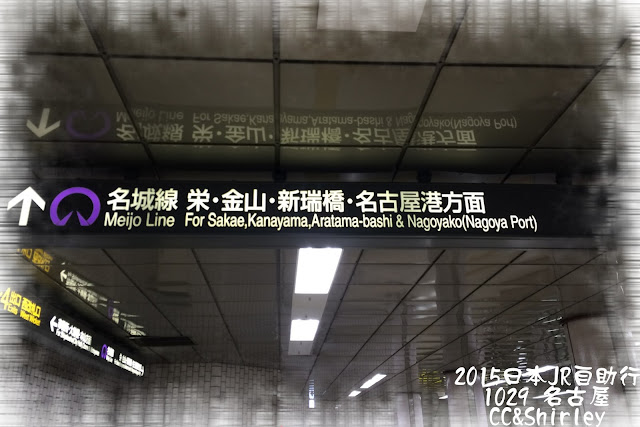 名城線 栄・金山・新瑞橋・名古屋港方面
Meijo Line For Sakae,Kanayama,Aratama-bashi & Nagoyako(Nagoya Port)
2015日本JR自助行
1029 名古屋
CC&Shirley